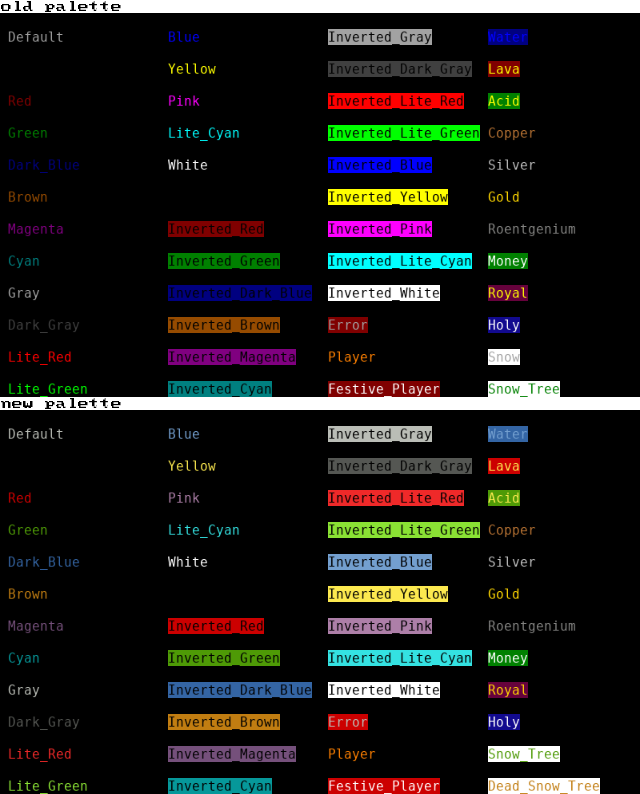 old palette
Default Blue Inverted_Gray Water
Yellow Inverted_Dark_Gray Lava
Red Pink Inverted_Lite_Red Acid
Green Lite_Cyan Inverted_Lite_Green Copper
Dark_Blue White Inverted_Blue Silver
Brown Inverted_Yellow Gold
Magenta Inverted_Red Inverted_Pink Roentgenium
Cyan Inverted_Green Inverted_Lite_Cyan Money
Gray Inverted_Dark_Blue Inverted_White Royal
Dark_Gray Inverted_Brown Error Holy
Lite_Red Inverted_Magenta Player Snow
Lite_Green Inverted_Cyan Festive_Player Snow_Tree
new palette
Default Blue Inverted_Gray Water
Yellow Inverted_Dark_Gray Lava
Red Pink Inverted_Lite_Red Acid
Green Lite_Cyan Inverted_Lite_Green Copper
Dark_Blue White Inverted_Blue Silver
Brown Inverted_Yellow Gold
Magenta Inverted_Red Inverted_Pink Roentgenium
Cyan Inverted_Green Inverted_Lite_Cyan Money
Gray Inverted_Dark_Blue Inverted_White Royal
Dark_Gray Inverted_Brown Error Holy
Lite_Red Inverted_Magenta Player Snow_Tree
Lite_Green Inverted_Cyan Festive_Player Dead_Snow_Tree